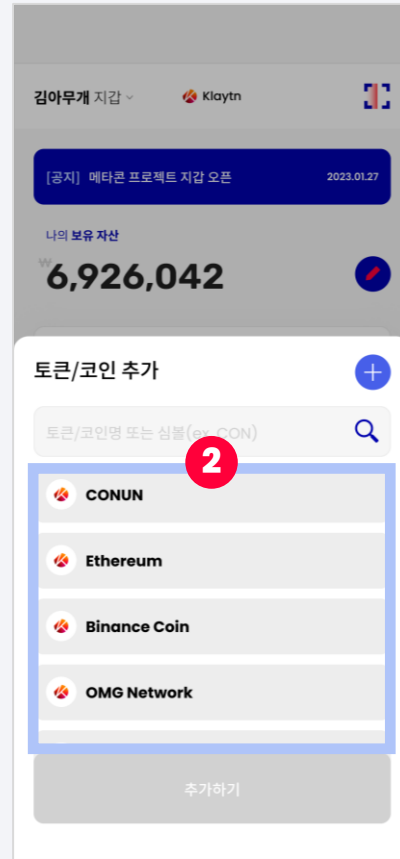 김아무개 지갑
Klaytn
[공지] 메타콘 프로젝트 지갑 오픈 2023.01.27
나의 보유 자산
₩6,926,042
토큰/코인 추가
토큰/코인명 또는 심볼(ex. CON)
2
CONUN
Ethereum
Binance Coin
OMG Network
추가하기